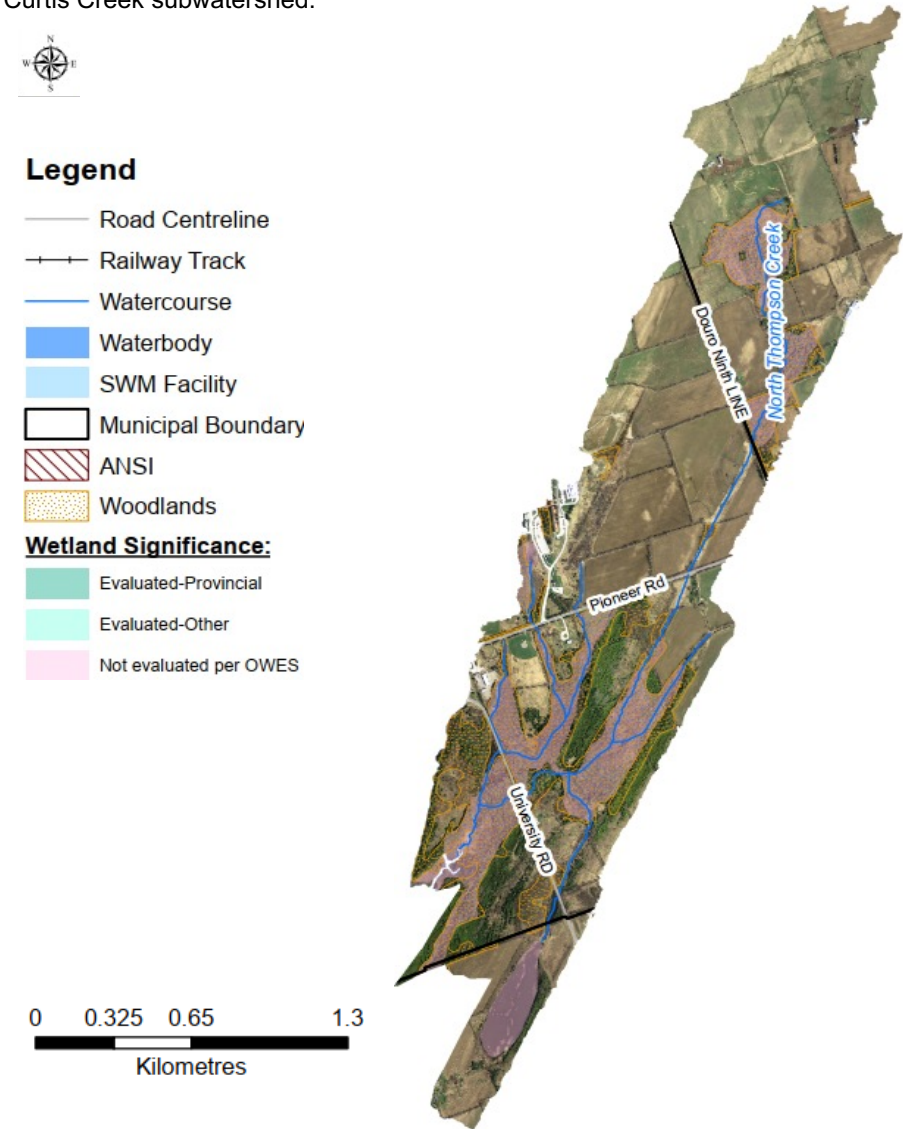 Curtis Creek subwatershed.
N
W E
S
Legend
Road Centreline
Railway Track
Watercourse
Waterbody
SWM Facility
Municipal Boundary
ANSI
Woodlands
Wetland Significance:
Evaluated-Provincial
Evaluated-Other
Not evaluated per OWES
North Thompson Creek
Douro Ninth LINE
Pioneer Rd
University RD
0 0.325 0.65 1.3
Kilometres